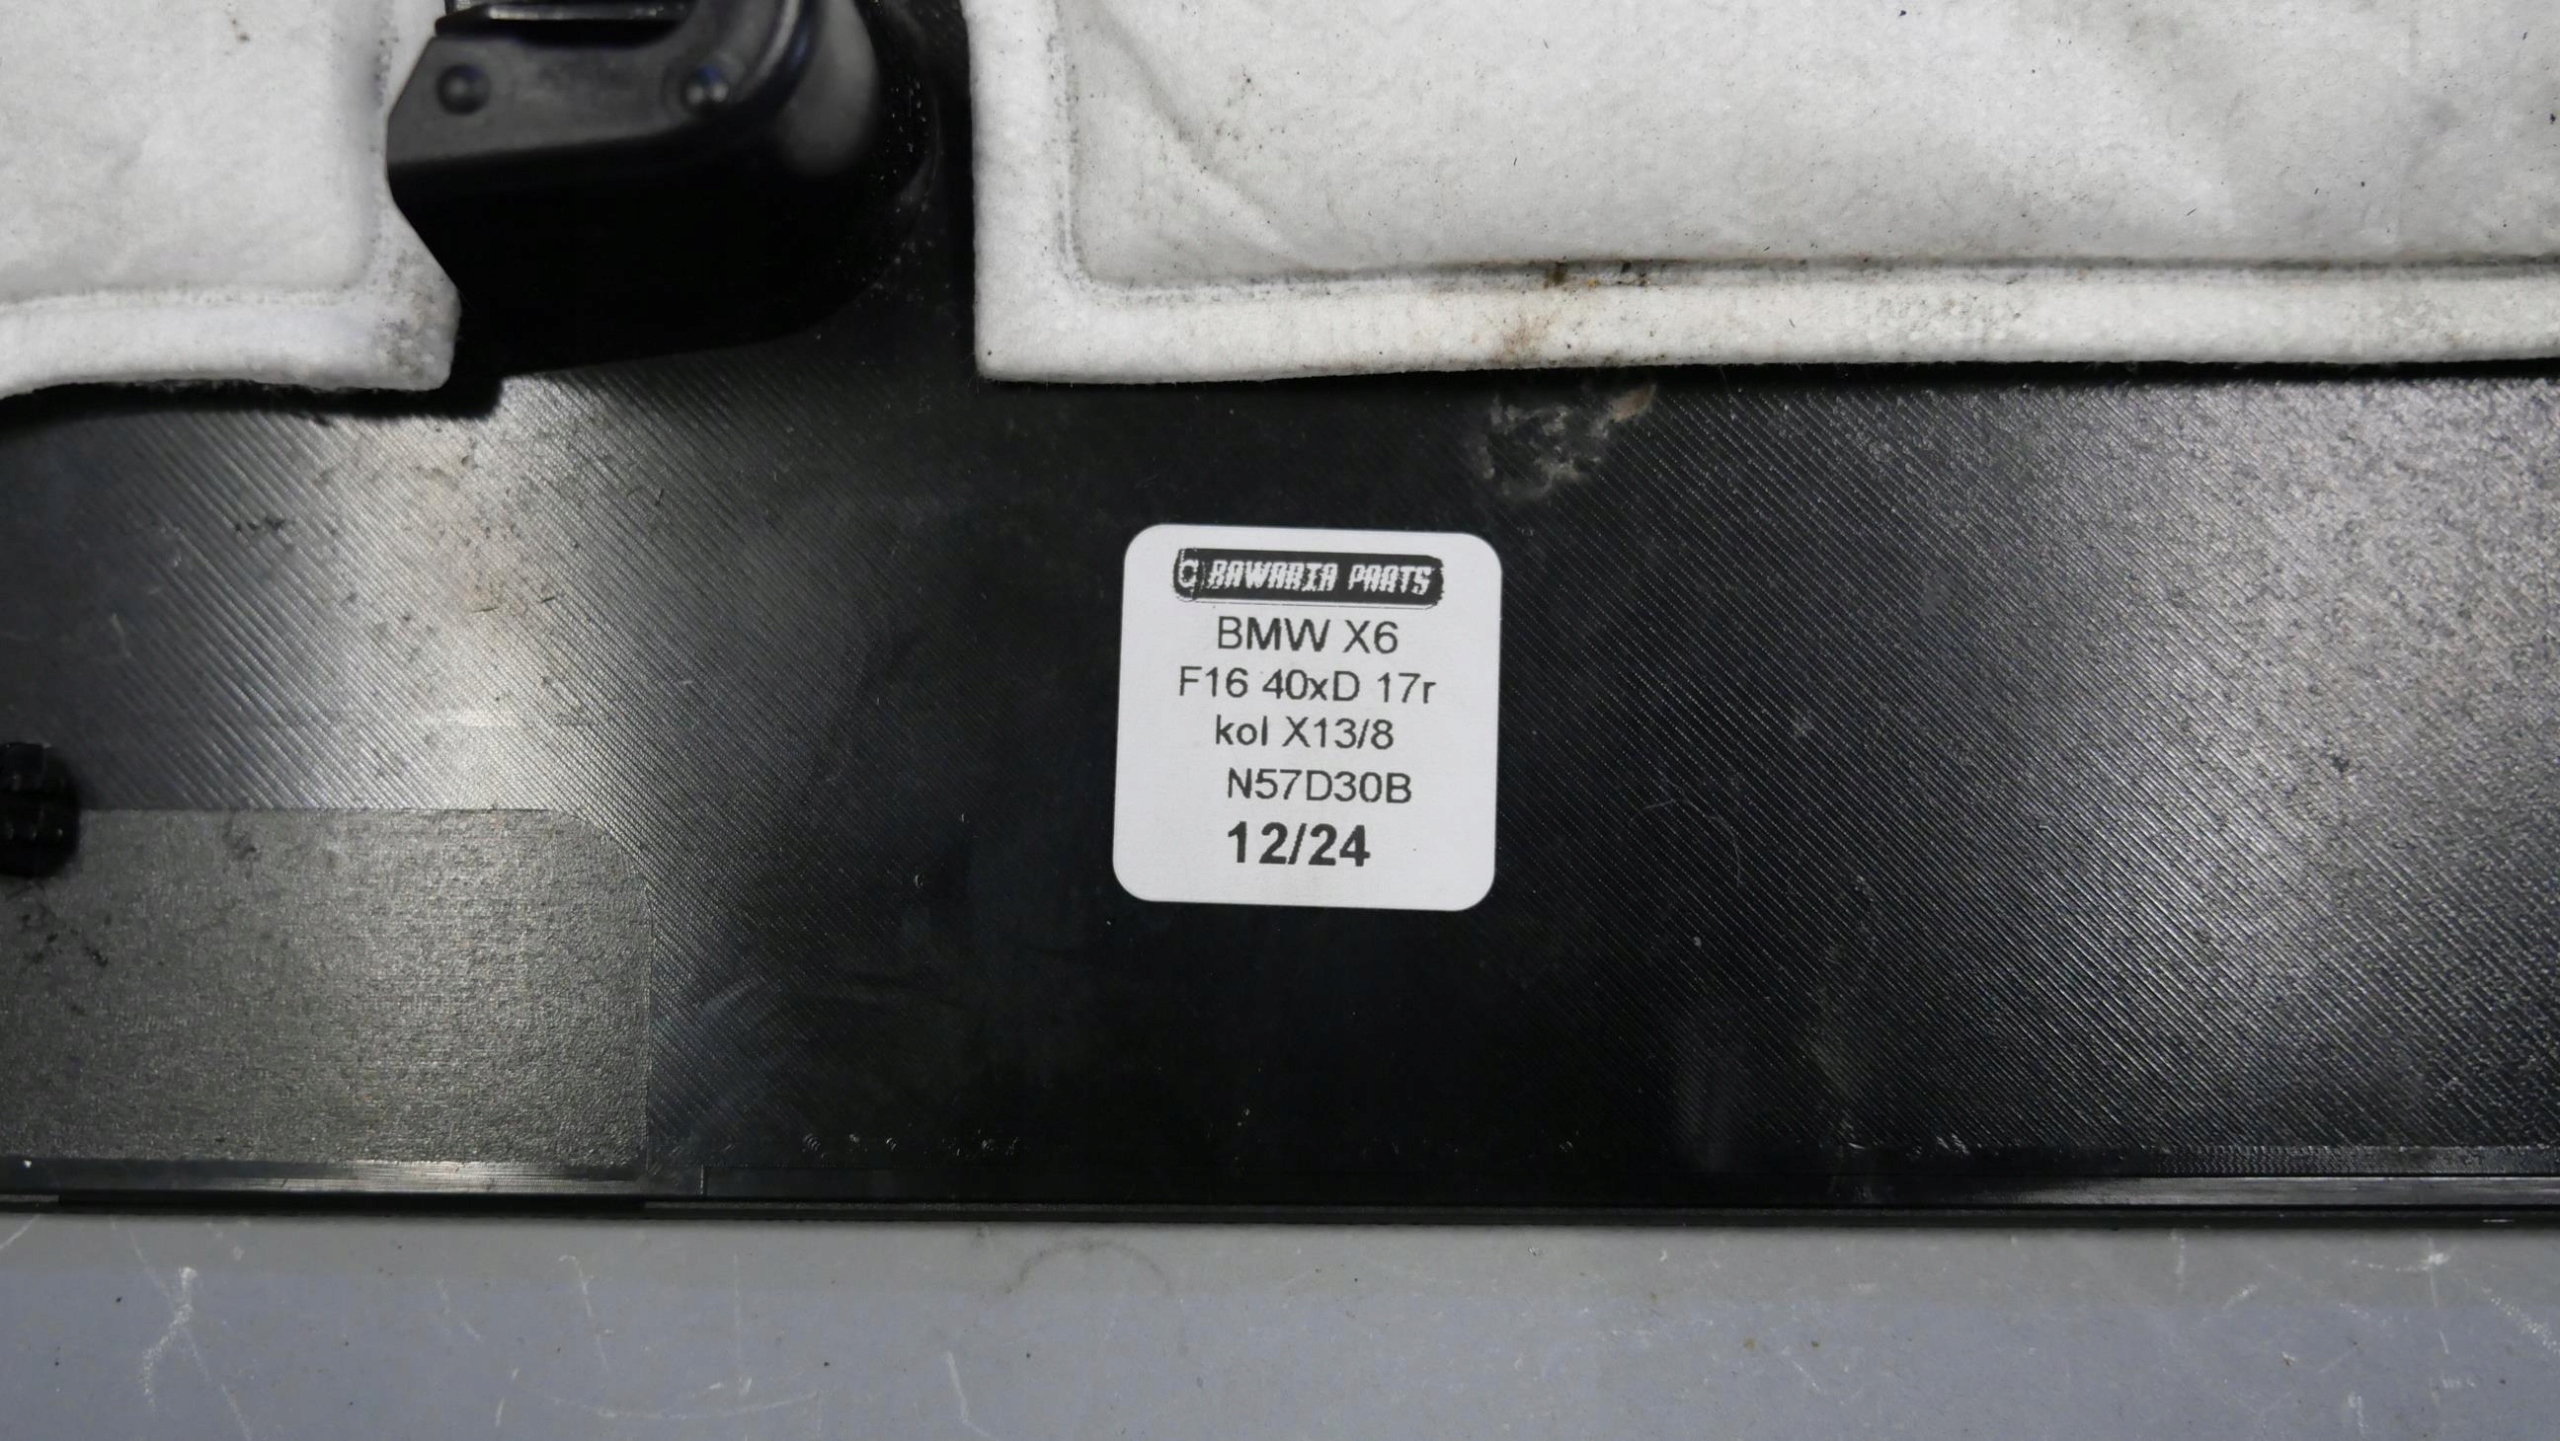 BAWARIA PARTS
BMW X6
F16 40xD 17r
kol X13/8
N57D30B
12/24